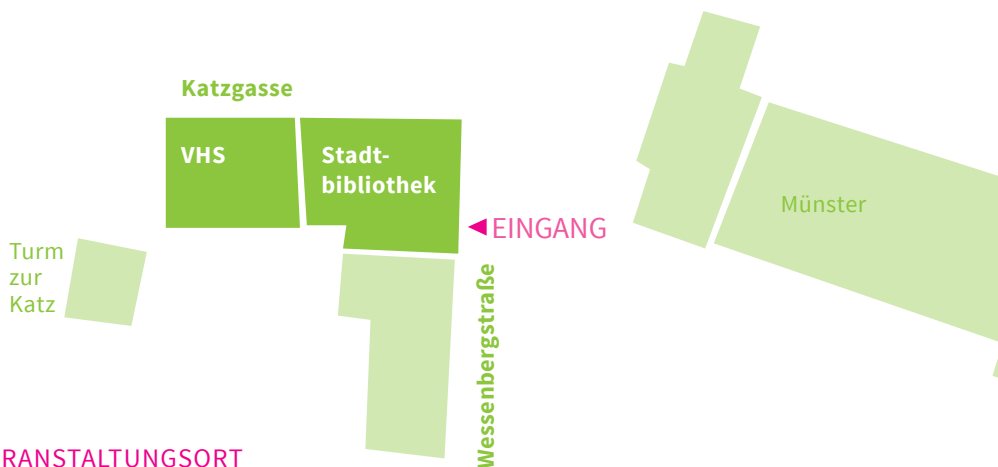 Katzgasse
VHS
Stadt-
bibliothek
EINGANG
Münster
Turm
zur
Katz
Wessenbergstraße
RANSTALTUNGSORT